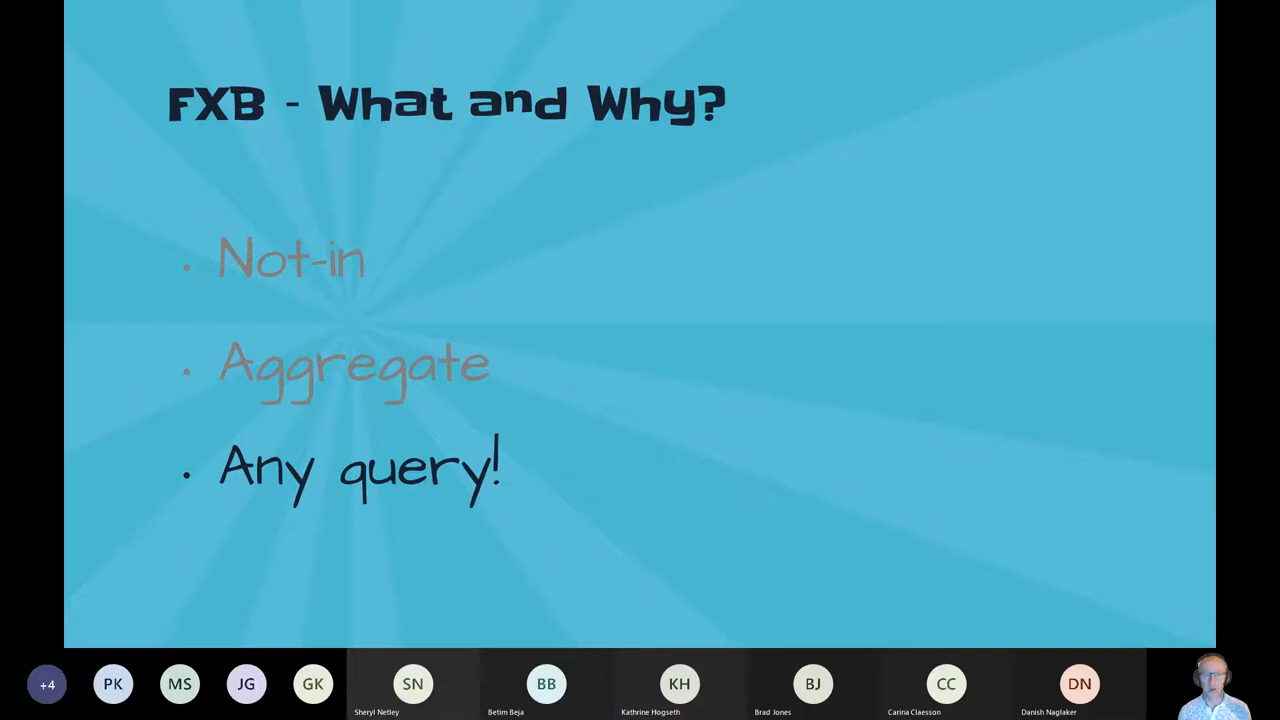 FXB - What and Why?
• Not-in
• Aggregate
• Any query!
+4 PK MS JG GK SN BB KH BJ CC DN
Sheryl Netley Betim Beja Kathrine Hogseth Brad Jones Carina Claesson Danish Naglaker